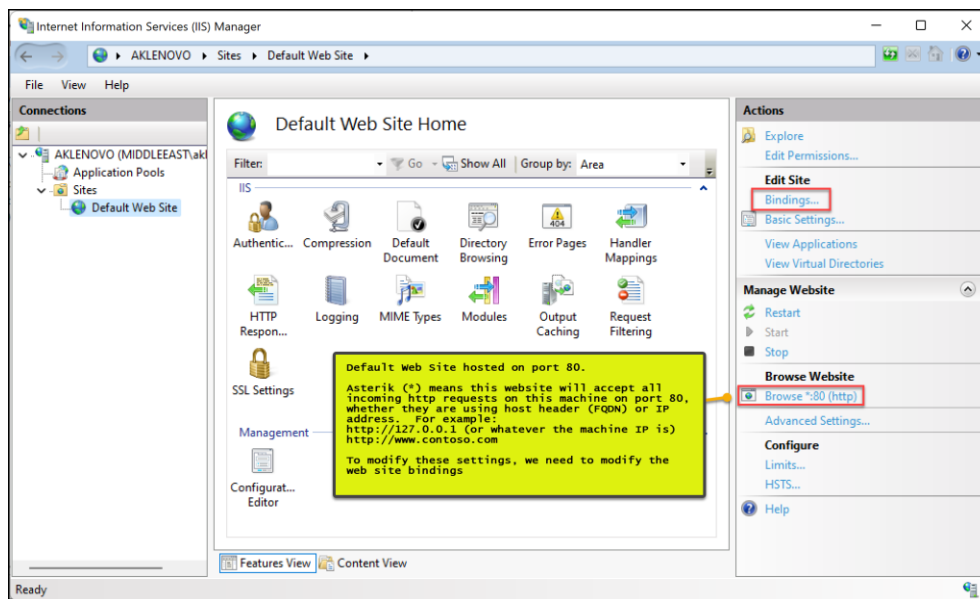 Internet Information Services (IIS) Manager
AKLENOVO Sites Default Web Site
File View Help
Connections
AKLENOVO (MIDDLEEAST\akl
Application Pools
Sites
Default Web Site
Default Web Site Home
Filter: Go Show All Group by: Area
IIS
Authentic... Compression Default Document Directory Browsing Error Pages Handler Mappings
HTTP Respon... Logging MIME Types Modules Output Caching Request Filtering
SSL Settings
Management
Configurat... Editor
Default Web Site hosted on port 80.
Asterik (*) means this website will accept all
incoming http requests on this machine on port 80,
whether they are using host header (FQDN) or IP
address. For example:
http://127.0.0.1 (or whatever the machine IP is)
http://www.contoso.com
To modify these settings, we need to modify the
web site bindings
Features View Content View
Actions
Explore
Edit Permissions...
Edit Site
Bindings...
Basic Settings...
View Applications
View Virtual Directories
Manage Website
Restart
Start
Stop
Browse Website
Browse *:80 (http)
Advanced Settings...
Configure
Limits...
HSTS...
Help
Ready